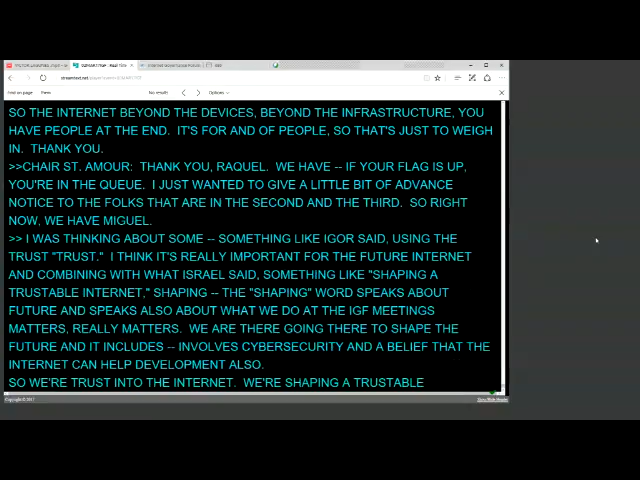 streamtext.net
Find on page
No results
Options
SO THE INTERNET BEYOND THE DEVICES, BEYOND THE INFRASTRUCTURE, YOU
HAVE PEOPLE AT THE END.  IT'S FOR AND OF PEOPLE, SO THAT'S JUST TO WEIGH
IN.  THANK YOU.
>>CHAIR ST. AMOUR:  THANK YOU, RAQUEL.  WE HAVE -- IF YOUR FLAG IS UP,
YOU'RE IN THE QUEUE.  I JUST WANTED TO GIVE A LITTLE BIT OF ADVANCE
NOTICE TO THE FOLKS THAT ARE IN THE SECOND AND THE THIRD.  SO RIGHT
NOW, WE HAVE MIGUEL.
>> I WAS THINKING ABOUT SOME -- SOMETHING LIKE IGOR SAID, USING THE
TRUST "TRUST."  I THINK IT'S REALLY IMPORTANT FOR THE FUTURE INTERNET
AND COMBINING WITH WHAT ISRAEL SAID, SOMETHING LIKE "SHAPING A
TRUSTABLE INTERNET," SHAPING -- THE "SHAPING" WORD SPEAKS ABOUT
FUTURE AND SPEAKS ALSO ABOUT WHAT WE DO AT THE IGF MEETINGS
MATTERS, REALLY MATTERS.  WE ARE THERE GOING THERE TO SHAPE THE
FUTURE AND IT INCLUDES -- INVOLVES CYBERSECURITY AND A BELIEF THAT THE
INTERNET CAN HELP DEVELOPMENT ALSO.
SO WE'RE TRUST INTO THE INTERNET.  WE'RE SHAPING A TRUSTABLE